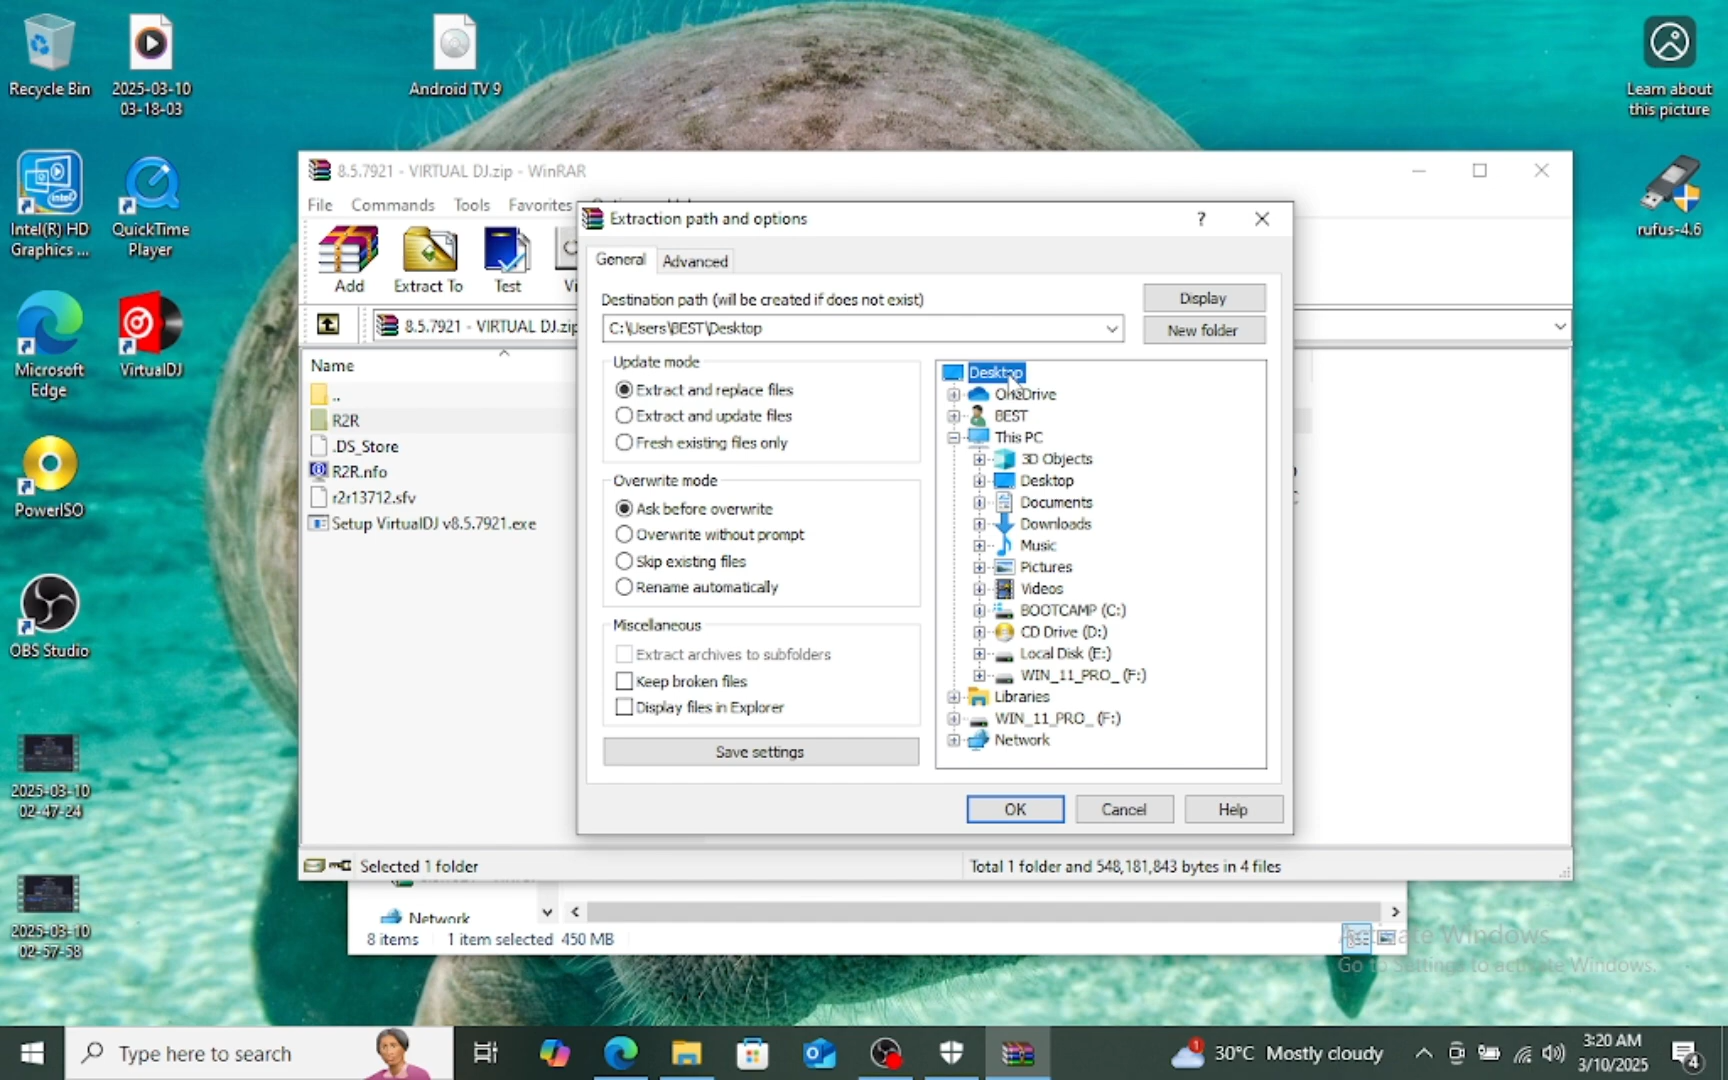 Recycle Bin
2025-03-10
03-18-03
Android TV 9
Learn about
this picture
Intel(R) HD
Graphics ...
QuickTime
Player
rufus-4.6
Microsoft
Edge
VirtualDJ
PowerISO
OBS Studio
2025-03-10
02-47-24
2025-03-10
02-57-58
8.5.7921 - VIRTUAL DJ.zip - WinRAR
File Commands Tools Favorites
Add Extract To Test
8.5.7921 - VIRTUAL DJ.zip
Name
..
R2R
.DS_Store
R2R.nfo
r2r13712.sfv
Setup VirtualDJ v8.5.7921.exe
Selected 1 folder
Total 1 folder and 548,181,843 bytes in 4 files
Extraction path and options
?
General Advanced
Destination path (will be created if does not exist)
Display
C:\Users\BEST\Desktop
New folder
Update mode
Extract and replace files
Extract and update files
Fresh existing files only
Overwrite mode
Ask before overwrite
Overwrite without prompt
Skip existing files
Rename automatically
Miscellaneous
Extract archives to subfolders
Keep broken files
Display files in Explorer
Save settings
Desktop
OneDrive
BEST
This PC
3D Objects
Desktop
Documents
Downloads
Music
Pictures
Videos
BOOTCAMP (C:)
CD Drive (D:)
Local Disk (E:)
WIN_11_PRO_ (F:)
Libraries
WIN_11_PRO_ (F:)
Network
OK Cancel Help
Network
8 items 1 item selected 450 MB
Activate Windows
Go to Settings to activate Windows.
Type here to search
1
30°C Mostly cloudy
3:20 AM
3/10/2025
4